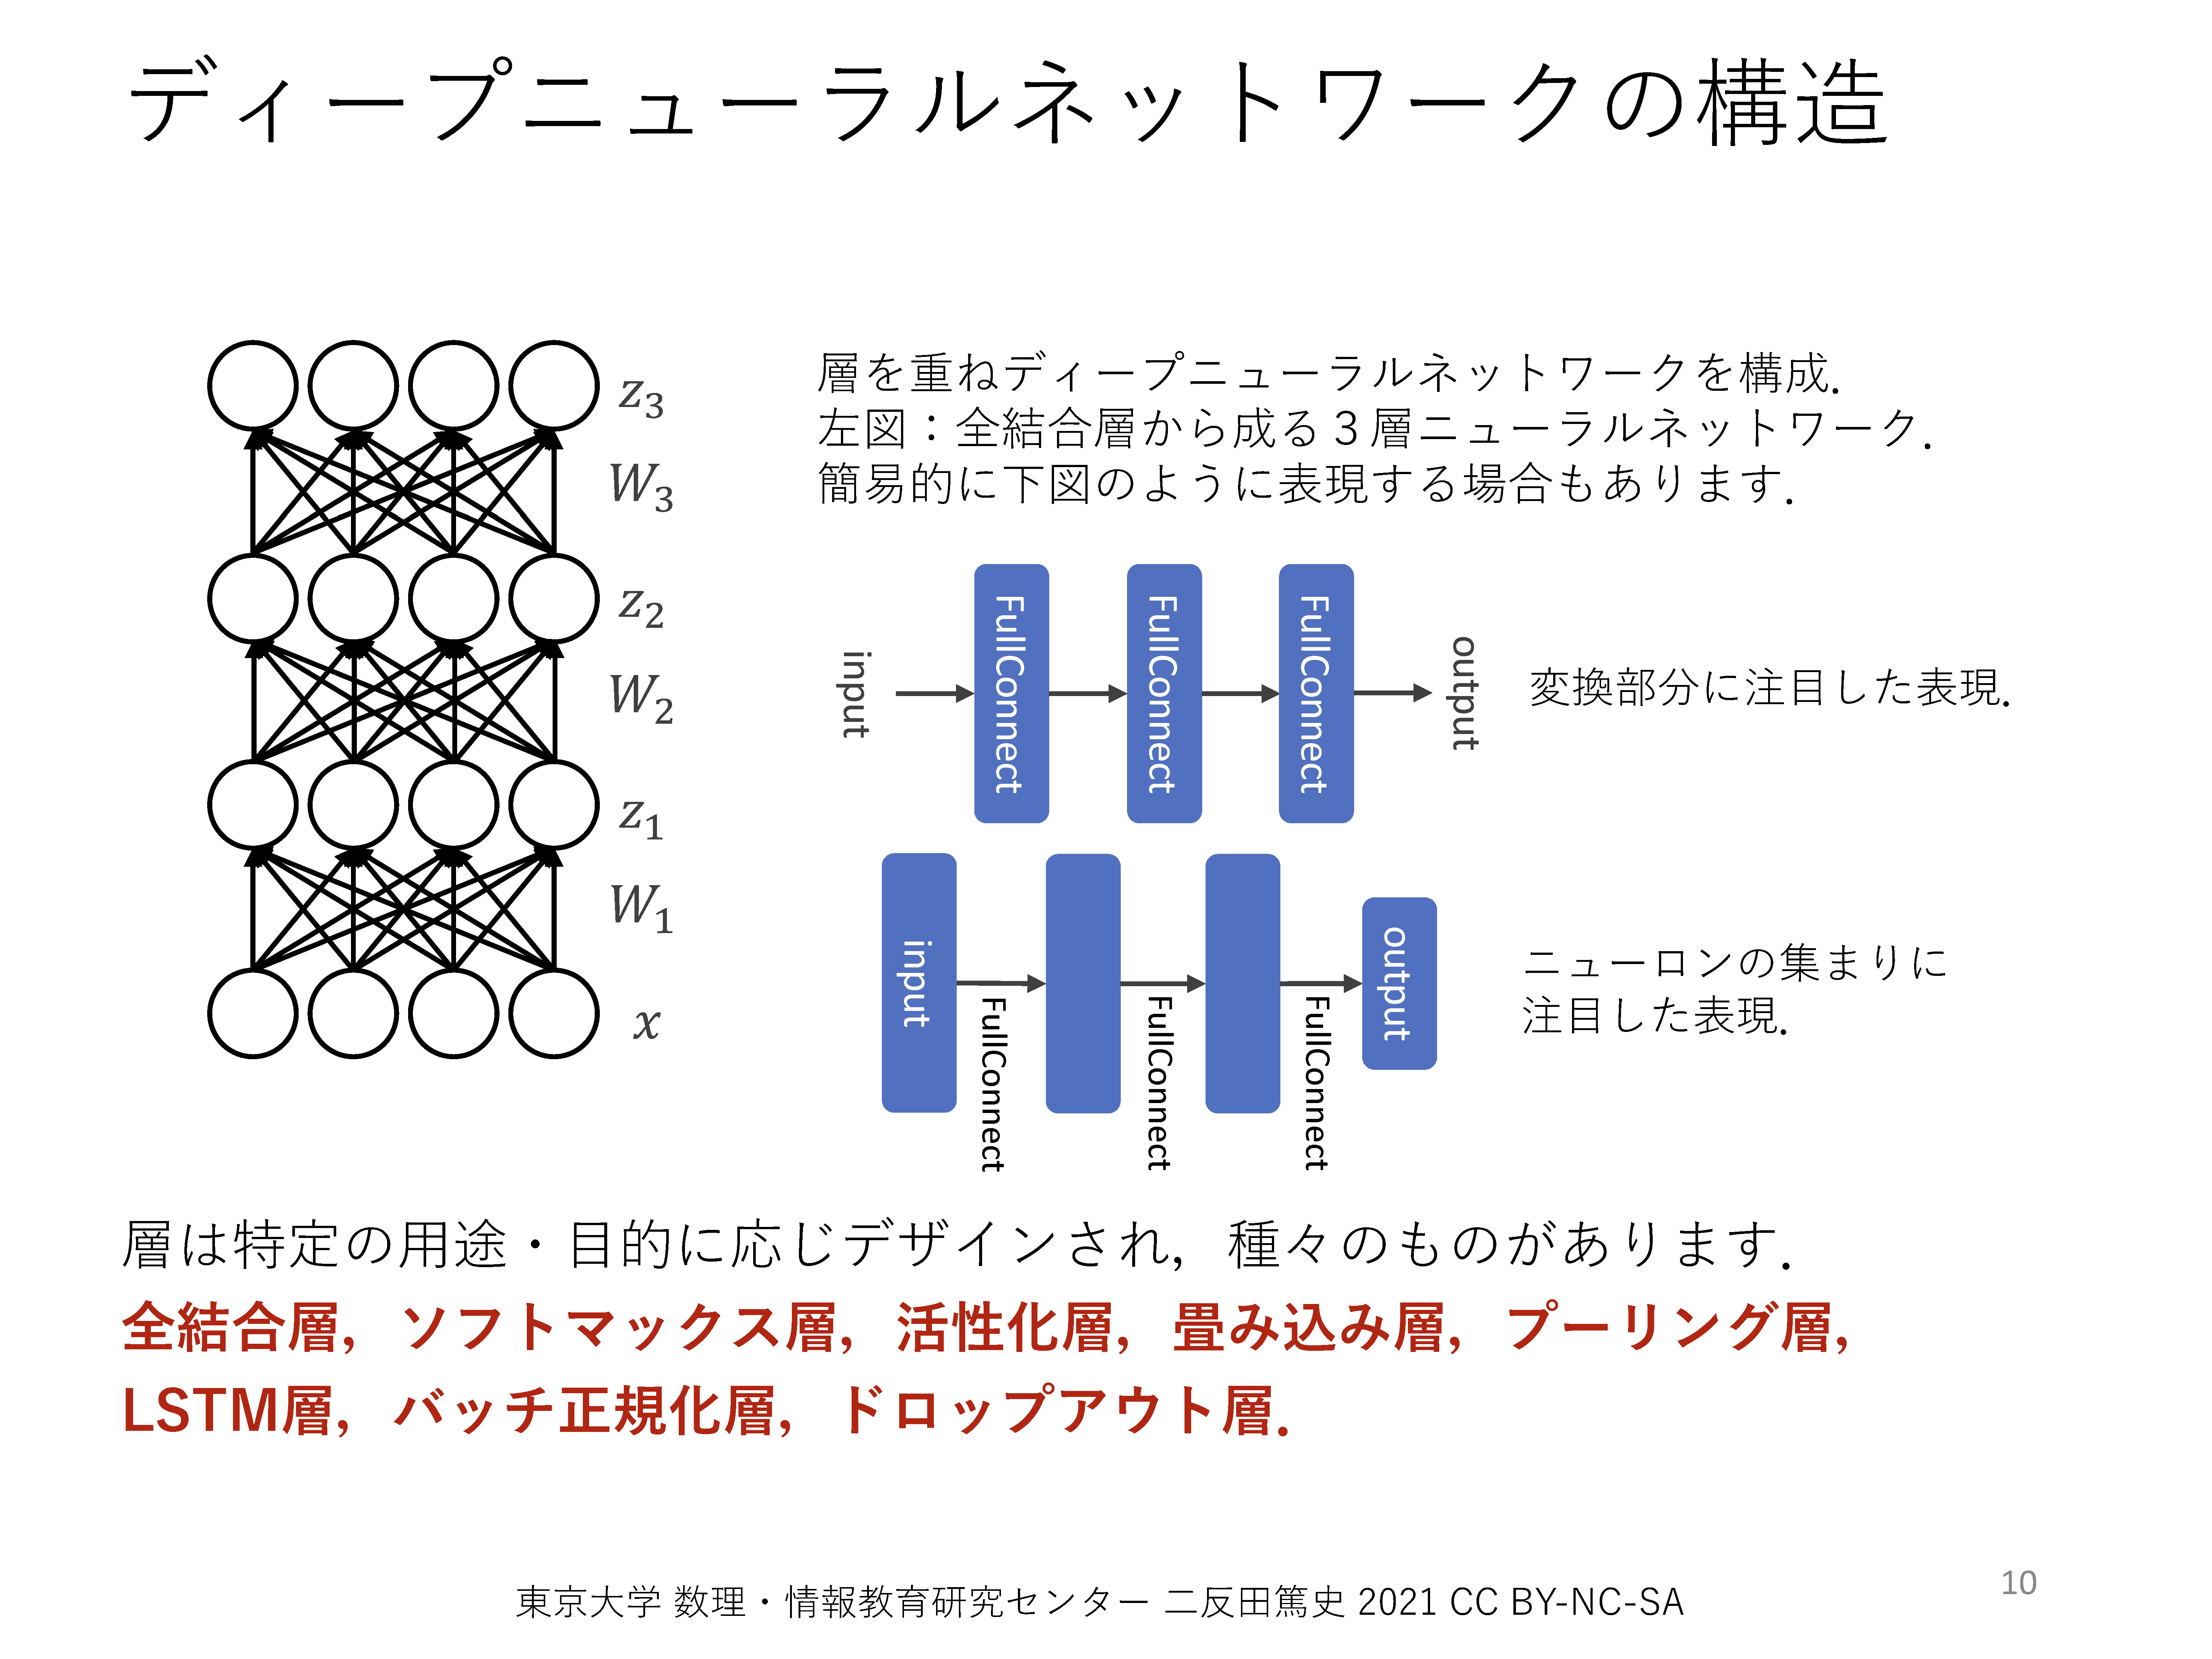 ディープニューラルネットワークの構造
z₃
W₃
z₂
W₂
z₁
W₁
x
層を重ねディープニューラルネットワークを構成．
左図：全結合層から成る３層ニューラルネットワーク．
簡易的に下図のように表現する場合もあります．
input
FullConnect
FullConnect
FullConnect
output
変換部分に注目した表現．
input
FullConnect
FullConnect
FullConnect
output
ニューロンの集まりに
注目した表現．
層は特定の用途・目的に応じデザインされ，種々のものがあります．
全結合層，ソフトマックス層，活性化層，畳み込み層，プーリング層，
LSTM層，バッチ正規化層，ドロップアウト層．
東京大学 数理・情報教育研究センター 二反田篤史 2021 CC BY-NC-SA
10